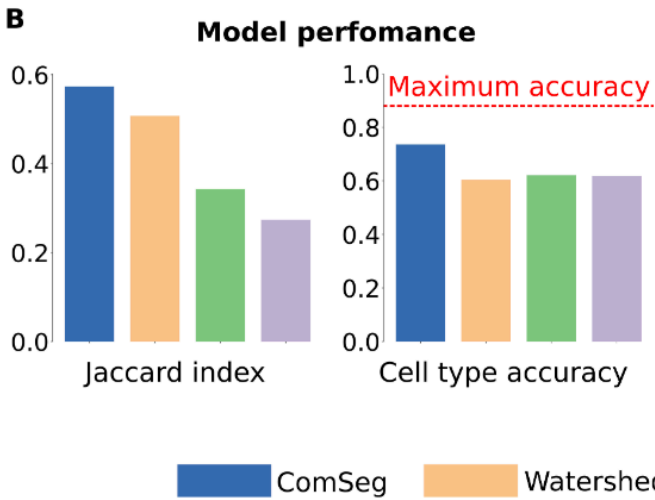 B
Model perfomance
0.6
0.4
0.2
0.0
Jaccard index
1.0
0.8
0.6
0.4
0.2
0.0
Maximum accuracy
Cell type accuracy
ComSeg
Watershed